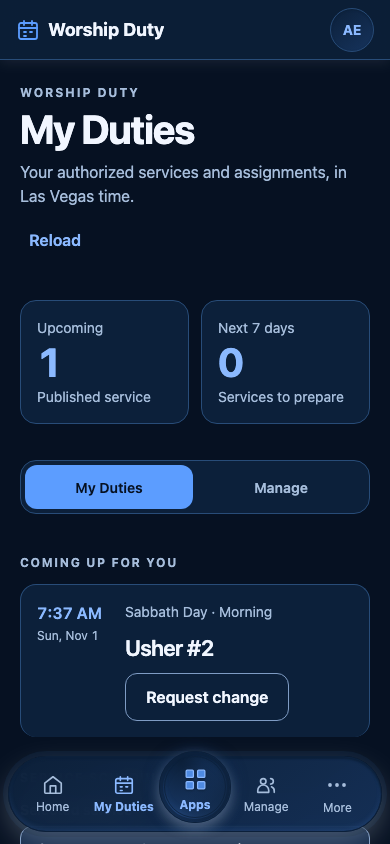 Worship Duty
AE
WORSHIP DUTY
My Duties
Your authorized services and assignments, in
Las Vegas time.
Reload
Upcoming
1
Published service
Next 7 days
0
Services to prepare
My Duties
Manage
COMING UP FOR YOU
7:37 AM
Sun, Nov 1
Sabbath Day · Morning
Usher #2
Request change
Home
My Duties
Apps
Manage
More